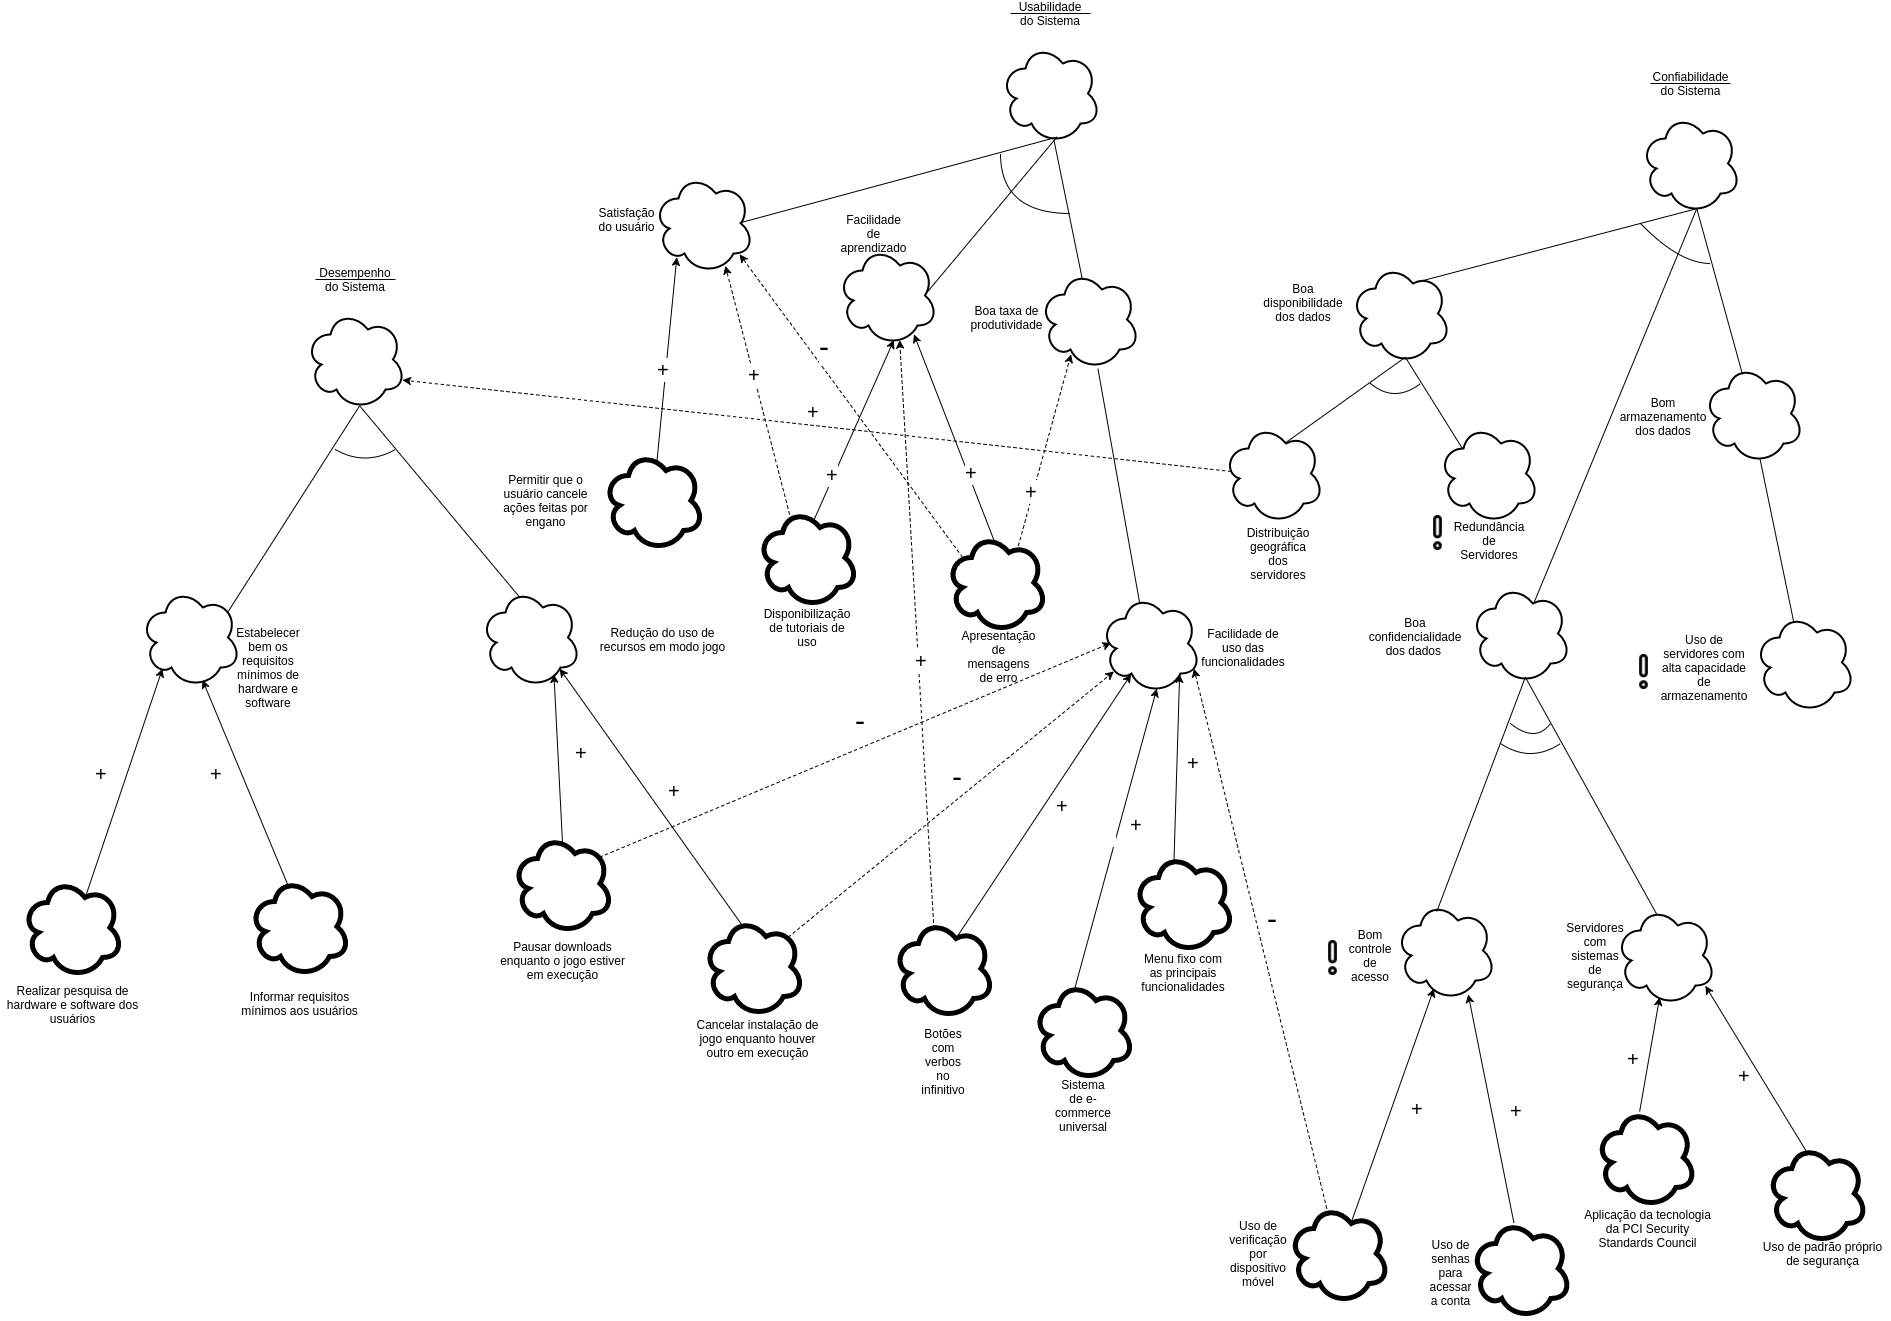 Usabilidade
do Sistema
Confiabilidade
do Sistema
Satisfação
do usuário
Facilidade
de
aprendizado
Desempenho
do Sistema
Boa taxa de
produtividade
Boa
disponibilidade
dos dados
-
+
+
+
Bom
armazenamento
dos dados
+
+
+
Permitir que o
usuário cancele
ações feitas por
engano
Distribuição
geográfica
dos
servidores
Redundância
de
Servidores
Disponibilização
de tutoriais de
uso
Apresentação
de
mensagens
de erro
Estabelecer
bem os
requisitos
mínimos de
hardware e
software
Redução do uso de
recursos em modo jogo
Facilidade de
uso das
funcionalidades
Boa
confidencialidade
dos dados
Uso de
servidores com
alta capacidade
de
armazenamento
+
-
+
+
+
+
+
-
+
+
-
Realizar pesquisa de
hardware e software dos
usuários
Informar requisitos
mínimos aos usuários
Pausar downloads
enquanto o jogo estiver
em execução
Cancelar instalação de
jogo enquanto houver
outro em execução
Botões
com
verbos
no
infinitivo
Sistema
de e-
commerce
universal
Menu fixo com
as principais
funcionalidades
Bom
controle
de
acesso
Servidores
com
sistemas
de
segurança
+
+
+
+
Uso de
verificação
por
dispositivo
móvel
Uso de
senhas
para
acessar
a conta
Aplicação da tecnologia
da PCI Security
Standards Council
Uso de padrão próprio
de segurança